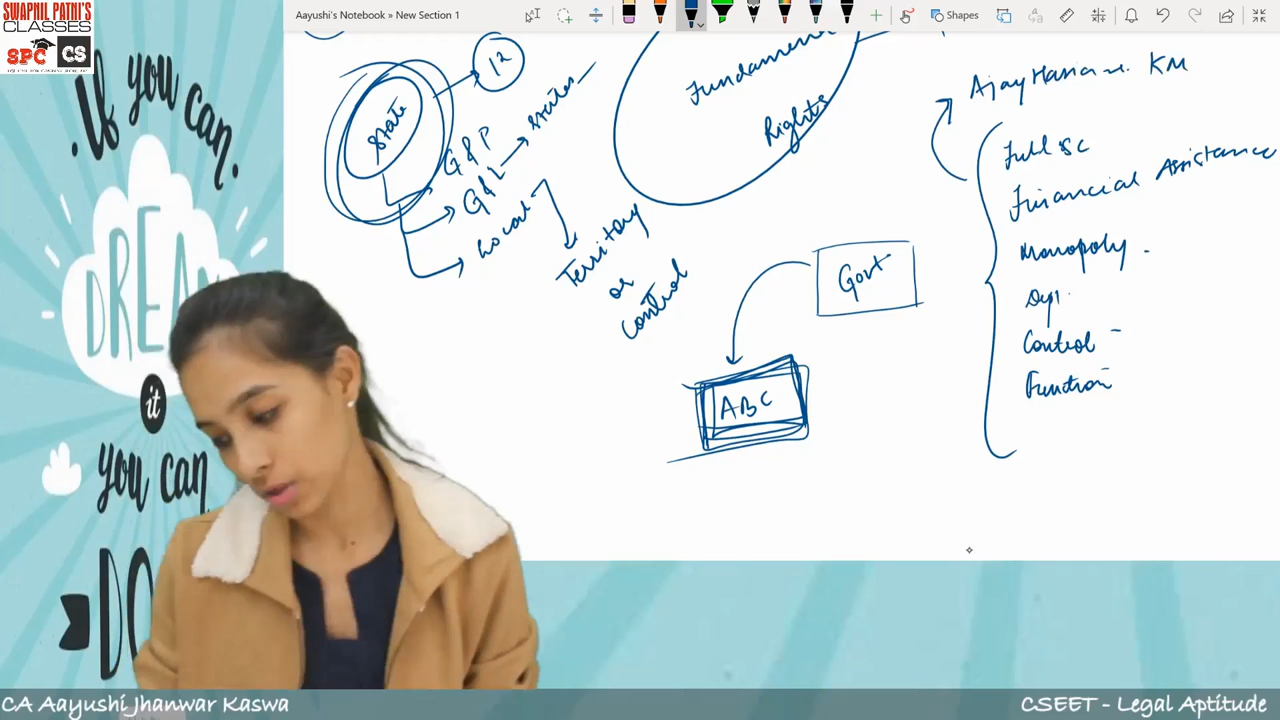 SWAPNIL PATNI'S
CLASSES
SPC CS
If you can
DREAM
it
you can
DO
Aayushi's Notebook » New Section 1
Shapes
12
State
G & P
G & L → States
Local
Territory
or
control
Fundamental
Rights
Govt
ABC
Ajay Hasia v. KM
Full SC
Financial Assistance
Monopoly
Control
Function
CA Aayushi Jhanwar Kaswa
CSEET - Legal Aptitude